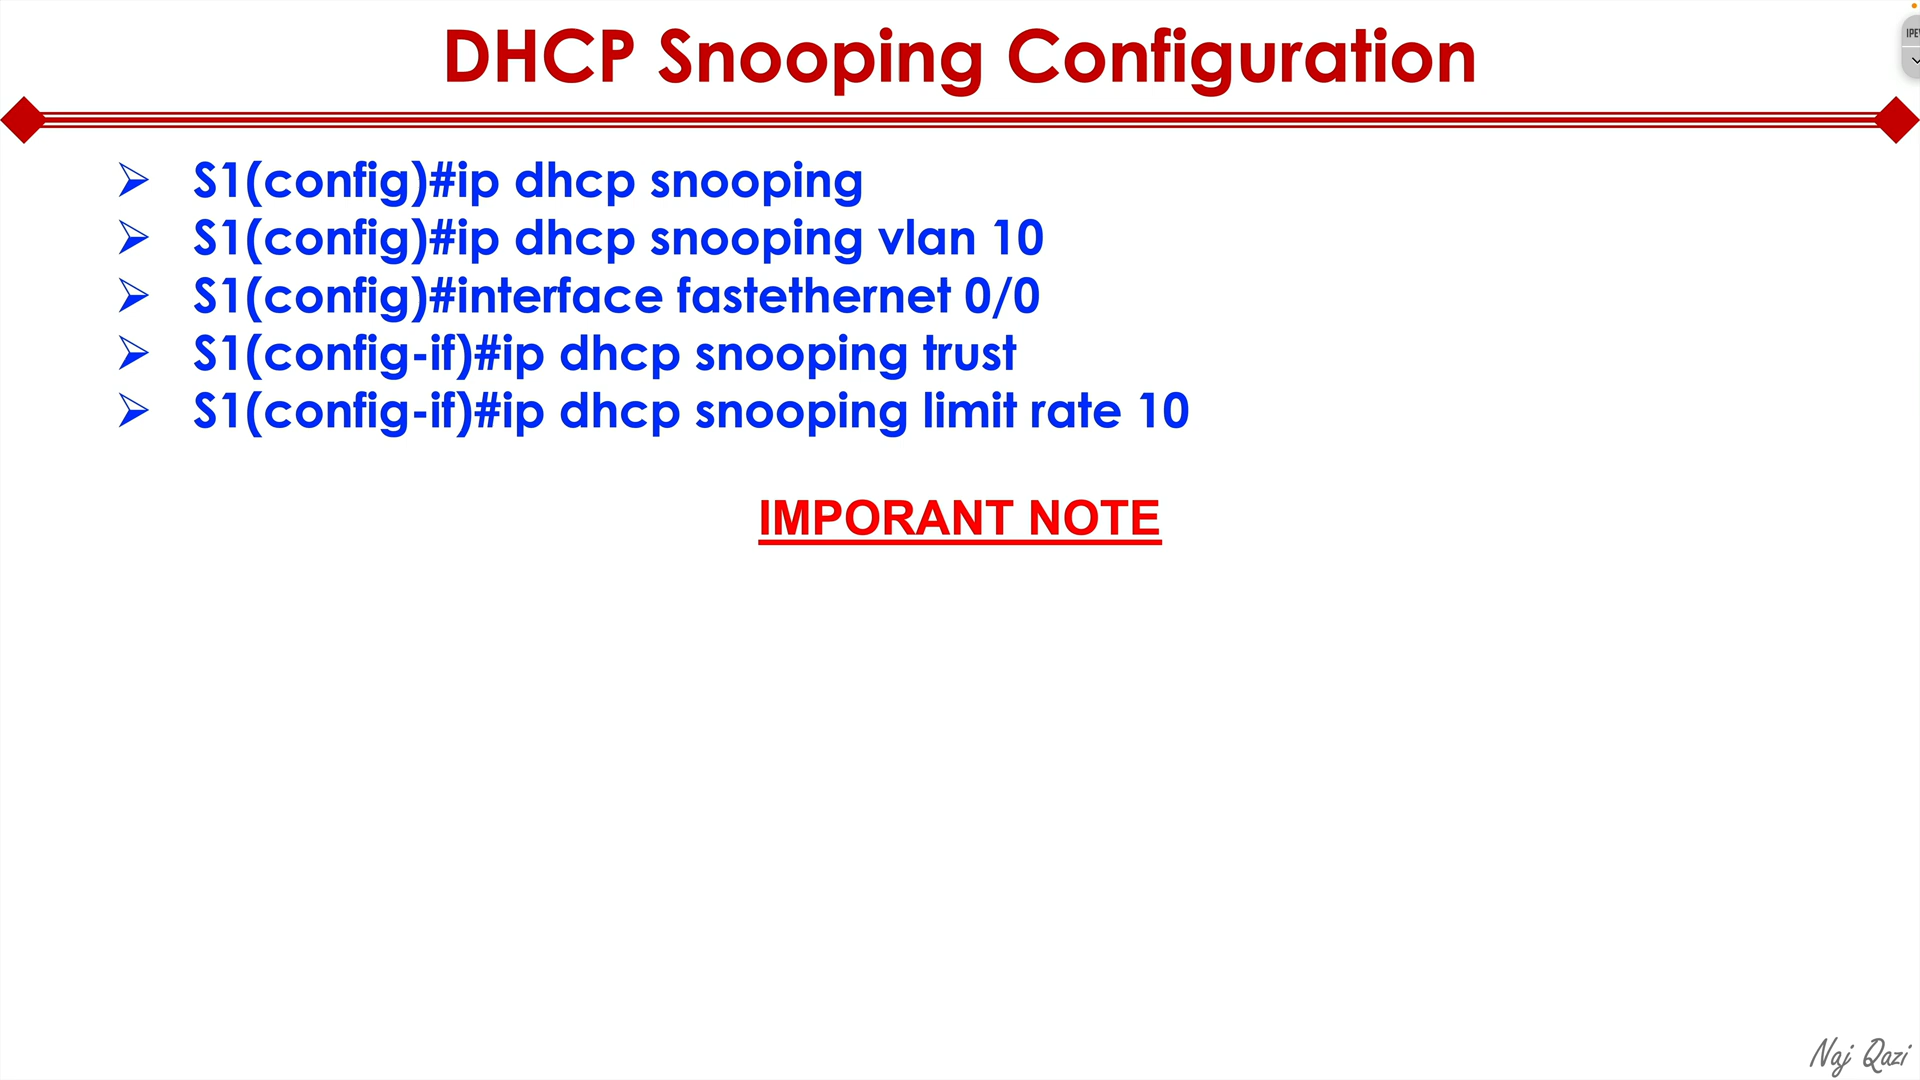 DHCP Snooping Configuration
S1(config)#ip dhcp snooping
S1(config)#ip dhcp snooping vlan 10
S1(config)#interface fastethernet 0/0
S1(config-if)#ip dhcp snooping trust
S1(config-if)#ip dhcp snooping limit rate 10
IMPORANT NOTE
Naj Qazi